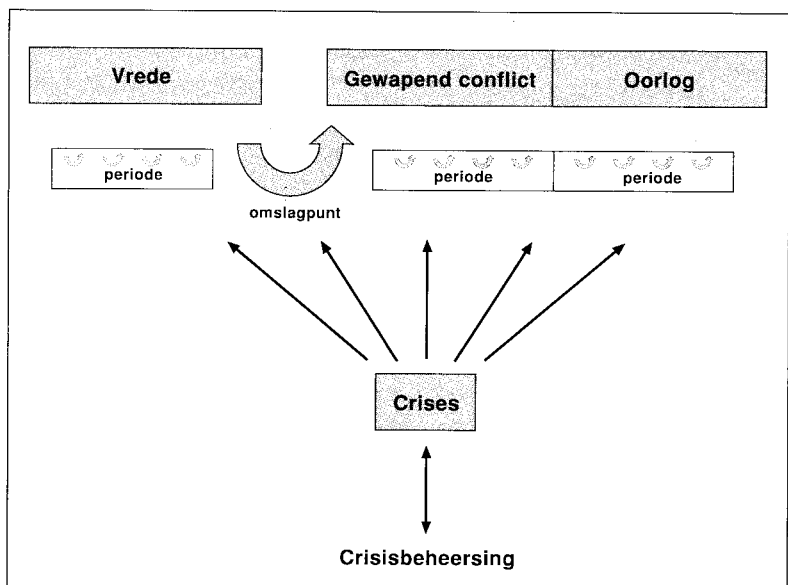 Vrede
Gewapend conflict
Oorlog
periode
omslagpunt
periode
periode
Crises
Crisisbeheersing